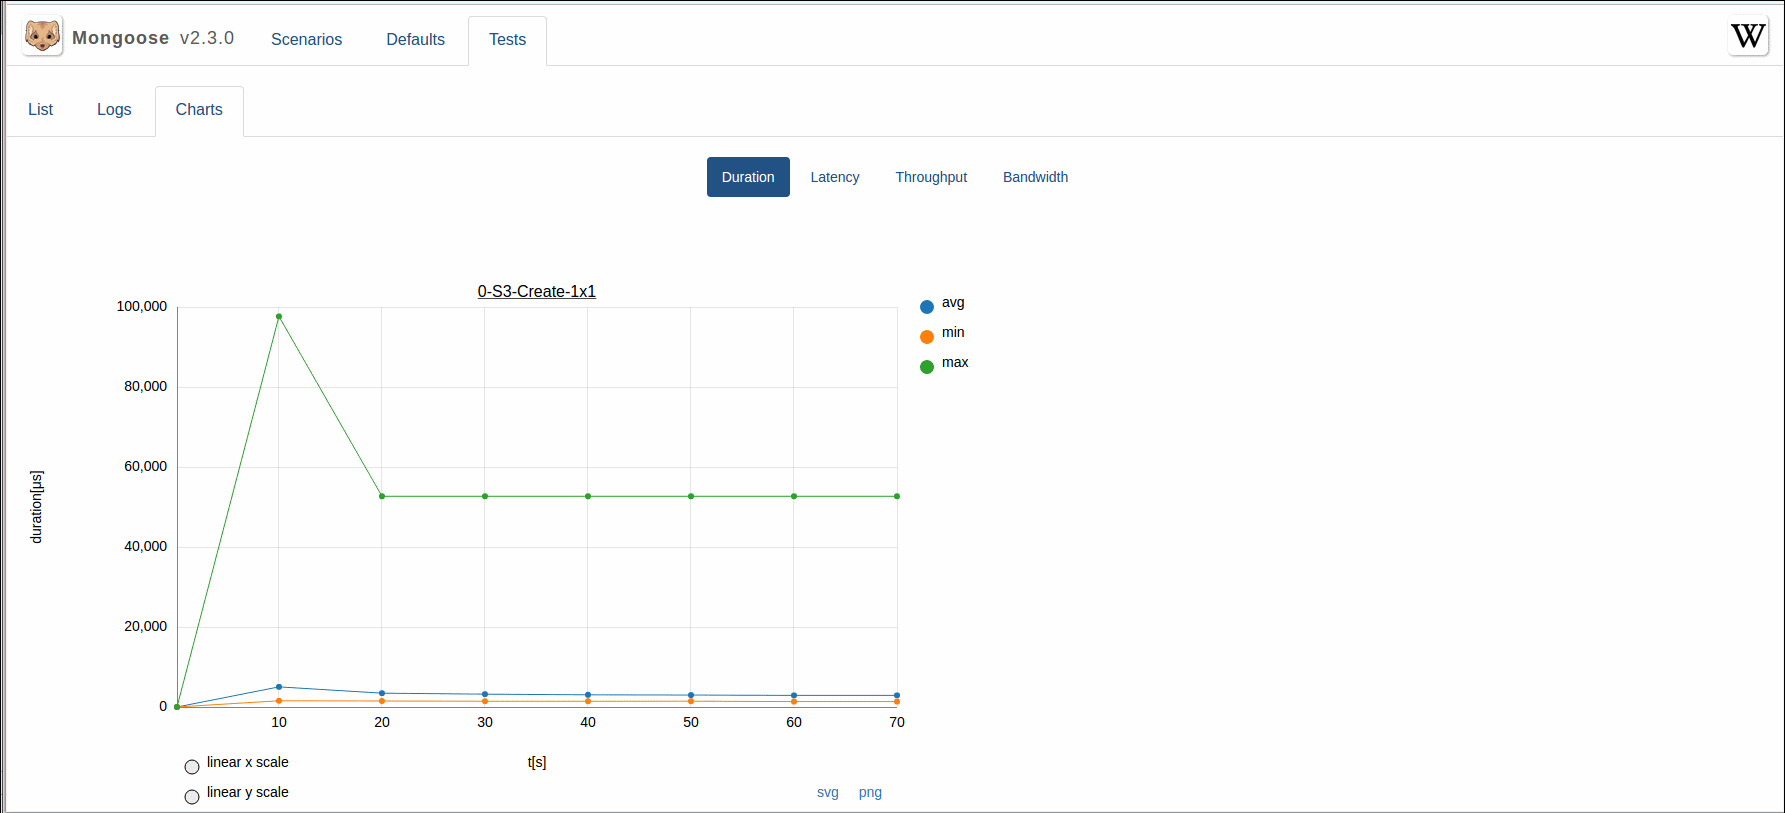 Mongoose v2.3.0 Scenarios Defaults Tests W
List Logs Charts
Duration Latency Throughput Bandwidth
0-S3-Create-1x1
100,000
80,000
60,000
40,000
20,000
0
duration[μs]
10 20 30 40 50 60 70
t[s]
avg
min
max
linear x scale
linear y scale
svg png